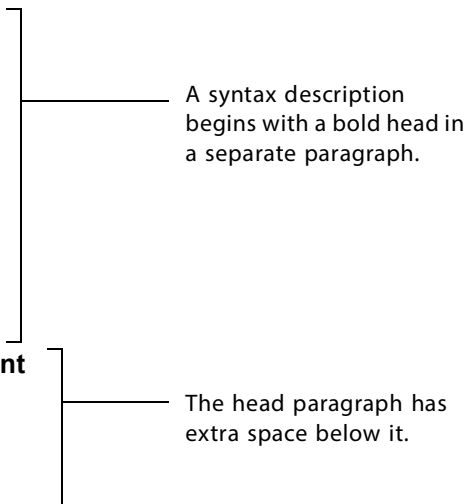 A syntax description
begins with a bold head in
a separate paragraph.
nt
The head paragraph has
extra space below it.